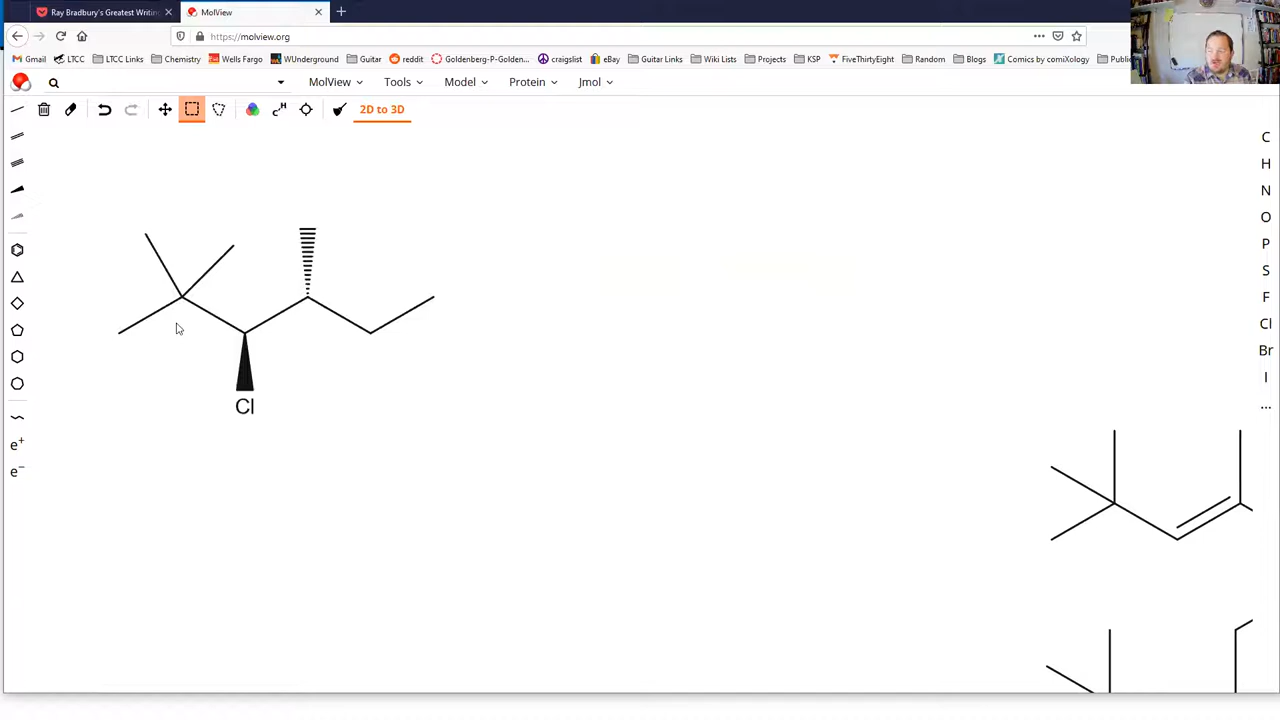 Ray Bradbury's Greatest Writin
MolView
https://molview.org
Gmail LTCC LTCC Links Chemistry Wells Fargo WUnderground Guitar reddit Goldenberg-P-Golden... craigslist eBay Guitar Links Wiki Lists Projects KSP FiveThirtyEight Random Blogs Comics by comiXology Public
MolView Tools Model Protein Jmol
C H 2D to 3D
C
H
N
O
P
S
F
Cl
Br
I
...
e+
e−
Cl